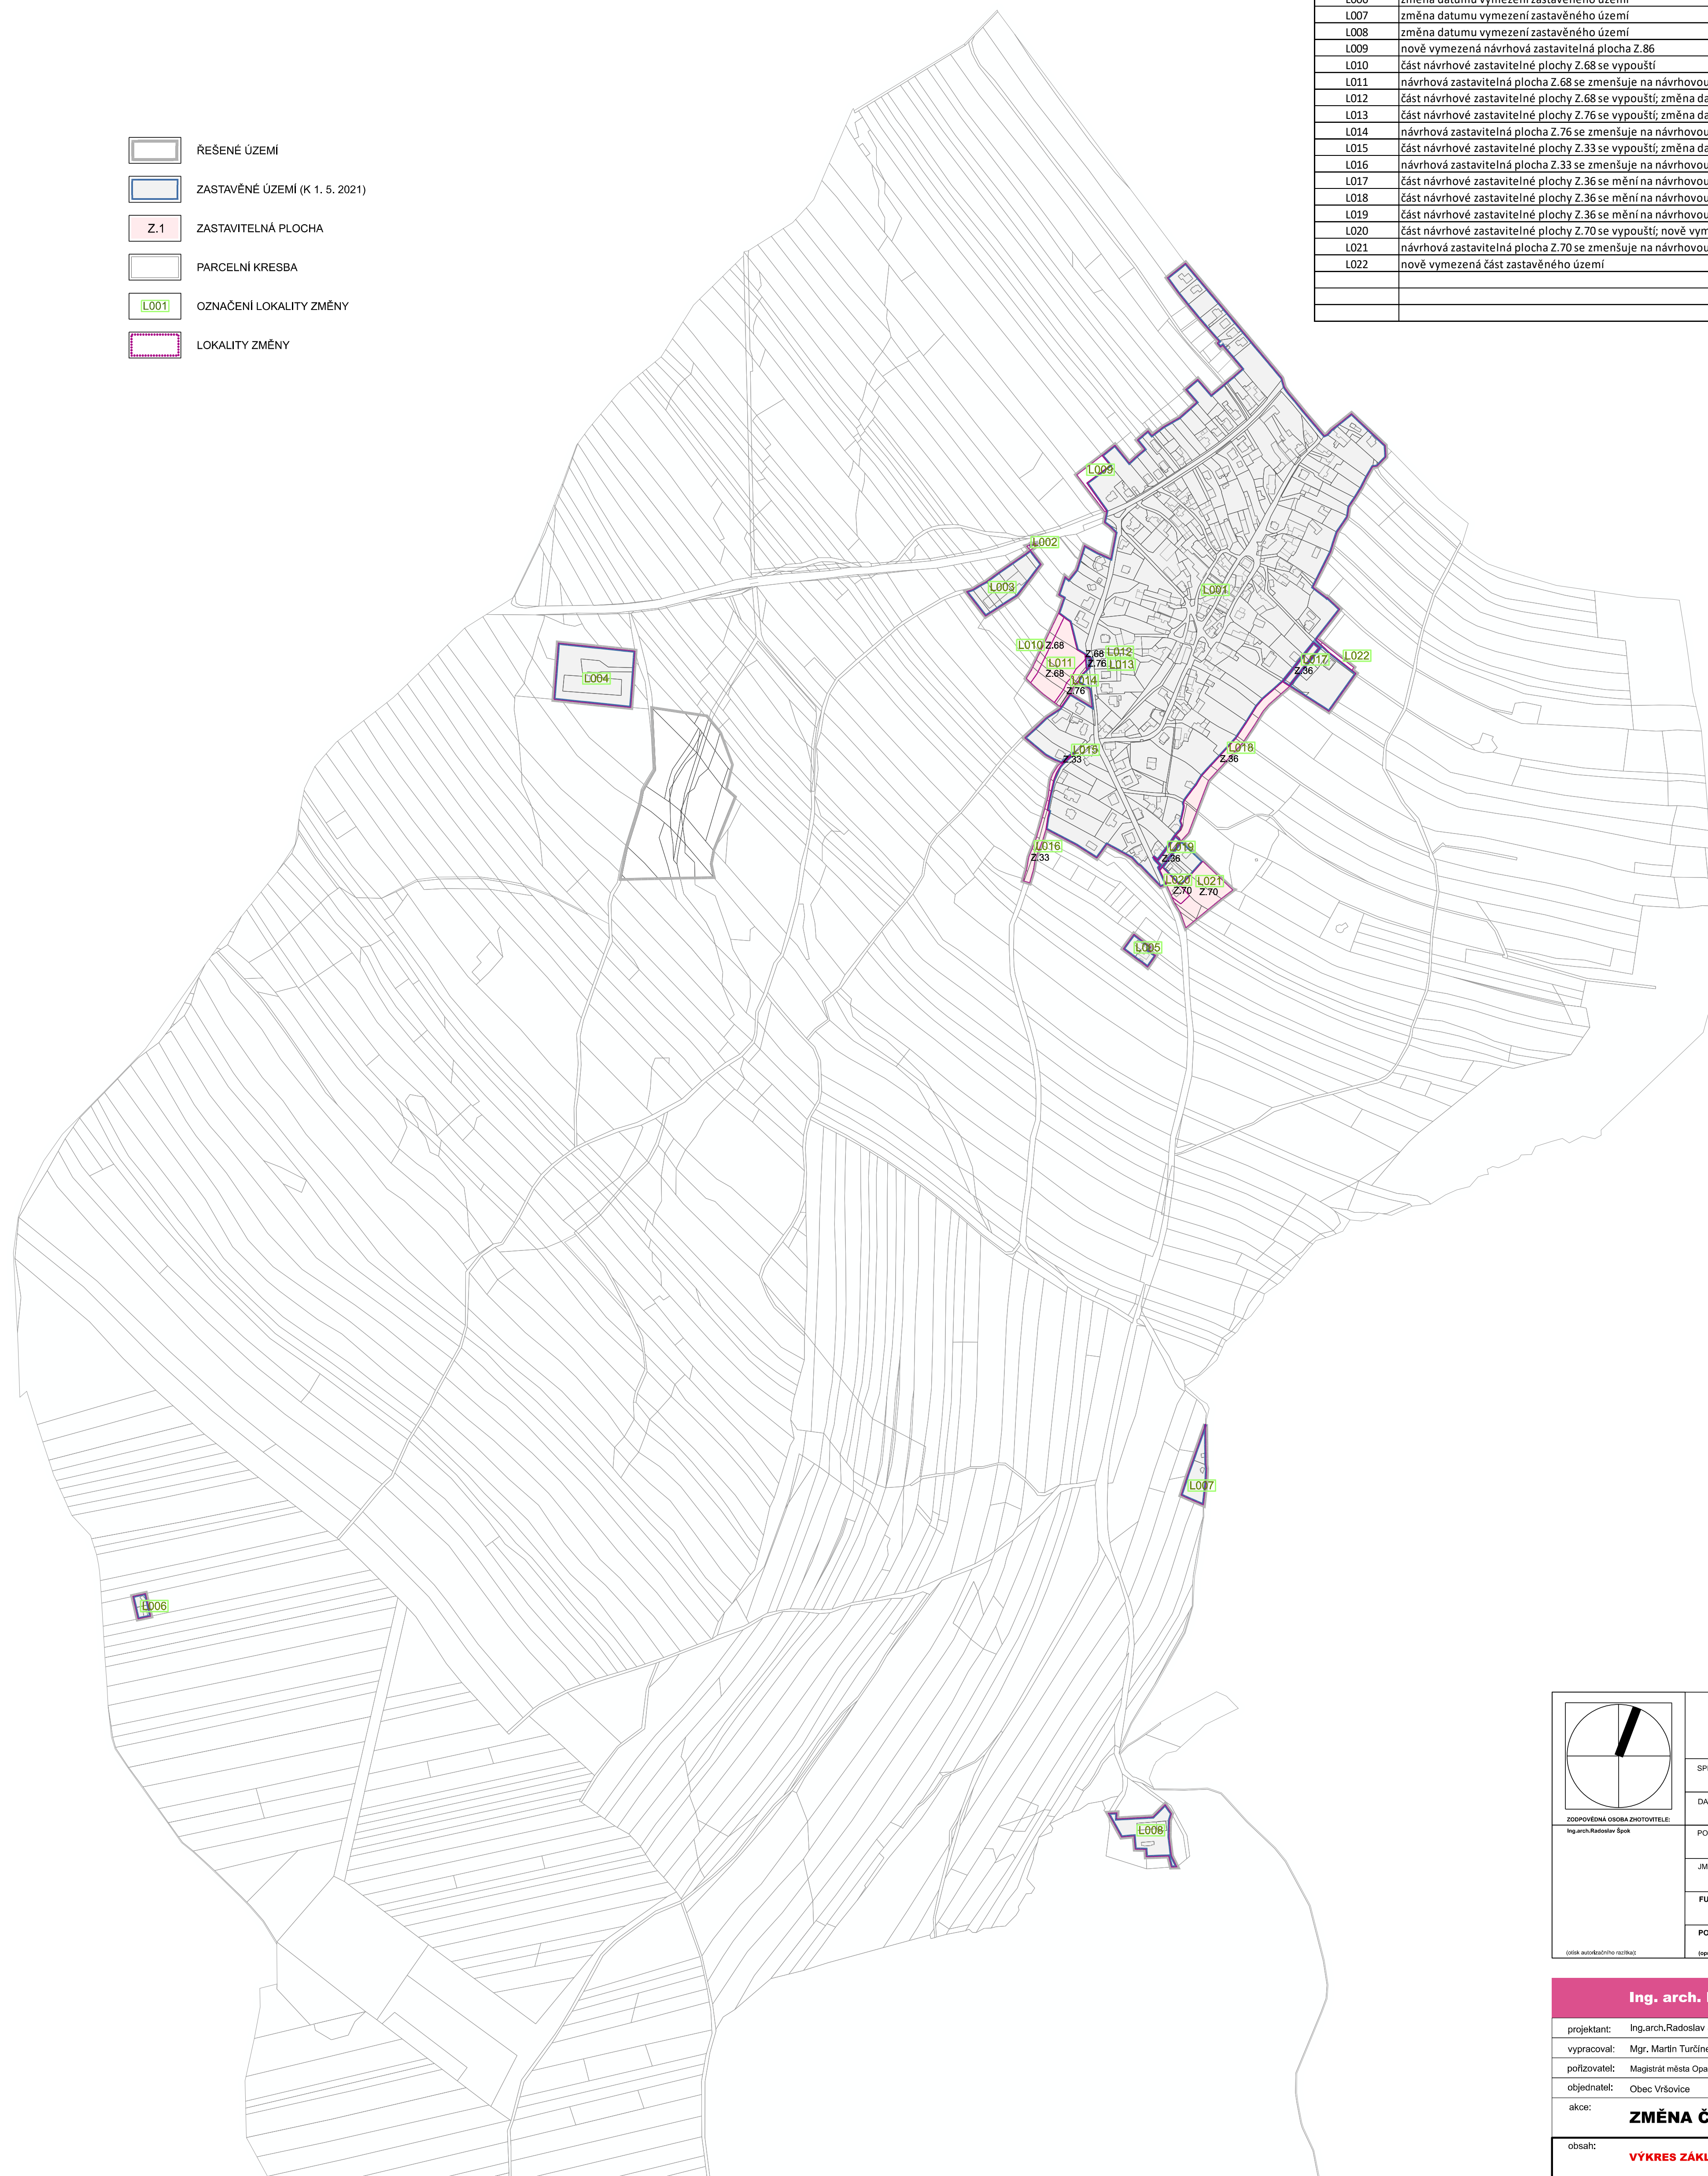 L006 změna datumu vymezení zastavěného území
L007 změna datumu vymezení zastavěného území
L008 změna datumu vymezení zastavěného území
L009 nově vymezená návrhová zastavitelná plocha Z.86
L010 část návrhové zastavitelné plochy Z.68 se vypouští
L011 návrhová zastavitelná plocha Z.68 se zmenšuje na návrhovou
L012 část návrhové zastavitelné plochy Z.68 se vypouští; změna da
L013 část návrhové zastavitelné plochy Z.76 se vypouští; změna da
L014 návrhová zastavitelná plocha Z.76 se zmenšuje na návrhovou
L015 část návrhové zastavitelné plochy Z.33 se vypouští; změna da
L016 návrhová zastavitelná plocha Z.33 se zmenšuje na návrhovou
L017 část návrhové zastavitelné plochy Z.36 se mění na návrhovou
L018 část návrhové zastavitelné plochy Z.36 se mění na návrhovou
L019 část návrhové zastavitelné plochy Z.36 se mění na návrhovou
L020 část návrhové zastavitelné plochy Z.70 se vypouští; nově vym
L021 návrhová zastavitelná plocha Z.70 se zmenšuje na návrhovou
L022 nově vymezená část zastavěného území
ŘEŠENÉ ÚZEMÍ
ZASTAVĚNÉ ÚZEMÍ (K 1. 5. 2021)
Z.1 ZASTAVITELNÁ PLOCHA
PARCELNÍ KRESBA
L001 OZNAČENÍ LOKALITY ZMĚNY
LOKALITY ZMĚNY
L009
L002
L003
L001
L010 Z.68
Z.68 L012
L011
Z.76 L013
Z.68
L014
Z.76
L017
L022
Z.36
L004
L015
Z.33
L018
Z.36
L016
Z.33
L019
Z.36
L020
L021
Z.70
Z.70
L005
L007
L006
L008
ZODPOVĚDNÁ OSOBA ZHOTOVITELE:
Ing.arch.Radoslav Špok
(otisk autorizačního razítka):
SP
DA
PO
JM
FU
PO
(op
Ing. arch.
projektant: Ing.arch.Radoslav
vypracoval: Mgr. Martin Turčíne
pořizovatel: Magistrát města Opa
objednatel: Obec Vršovice
akce: ZMĚNA Č
obsah: VÝKRES ZÁKL